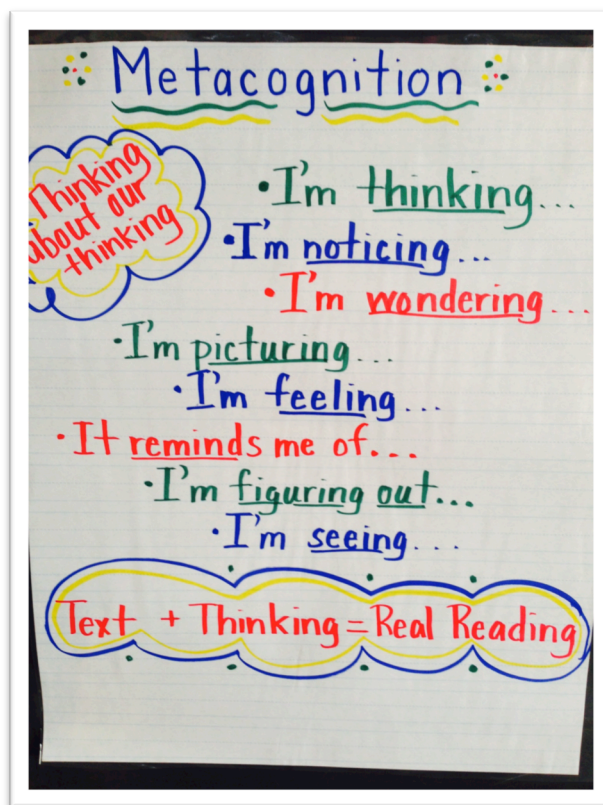 Metacognition
Thinking
about our
thinking
•I'm thinking...
•I'm noticing...
•I'm wondering...
•I'm picturing...
•I'm feeling...
•It reminds me of...
•I'm figuring out...
•I'm seeing...
Text + Thinking = Real Reading